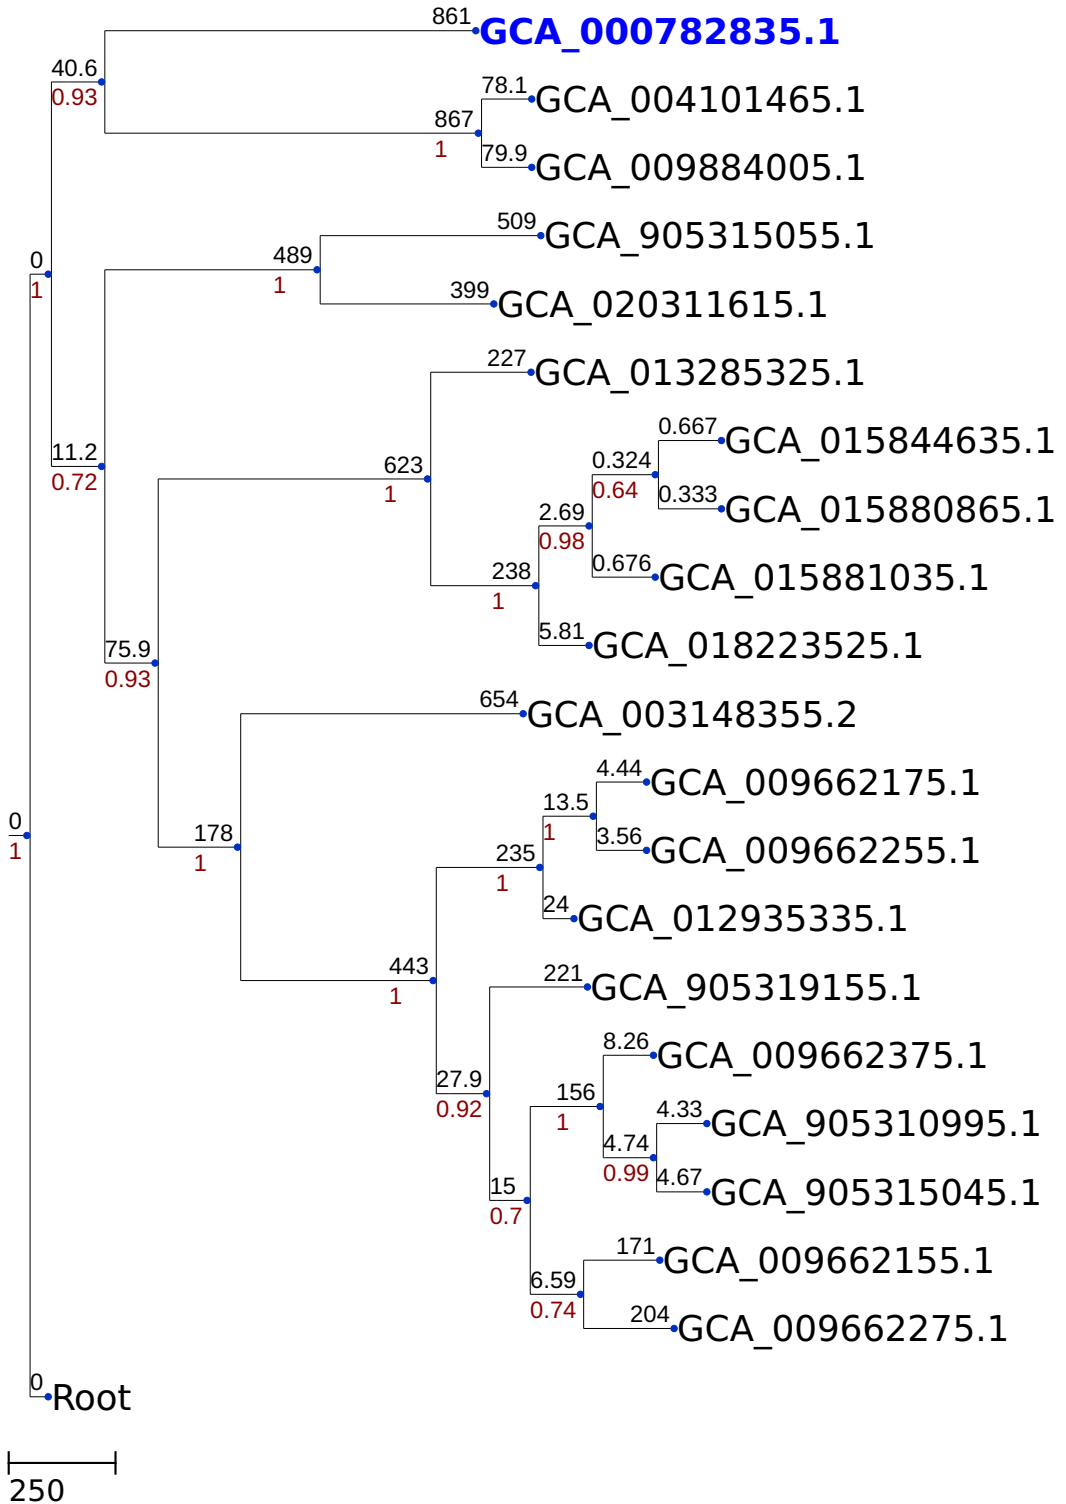 861
GCA_000782835.1
40.6
0.93
78.1
GCA_004101465.1
867
1
79.9
GCA_009884005.1
509
GCA_905315055.1
0
1
489
1
399
GCA_020311615.1
227
GCA_013285325.1
11.2
0.72
623
1
0.667
GCA_015844635.1
0.324
0.64
0.333
GCA_015880865.1
2.69
0.98
0.676
GCA_015881035.1
238
1
5.81
GCA_018223525.1
75.9
0.93
654
GCA_003148355.2
4.44
GCA_009662175.1
13.5
1
3.56
GCA_009662255.1
0
1
178
1
235
1
24
GCA_012935335.1
443
1
221
GCA_905319155.1
8.26
GCA_009662375.1
27.9
0.92
156
1
4.33
GCA_905310995.1
4.74
0.99
4.67
GCA_905315045.1
15
0.7
171
GCA_009662155.1
6.59
0.74
204
GCA_009662275.1
0
Root
250